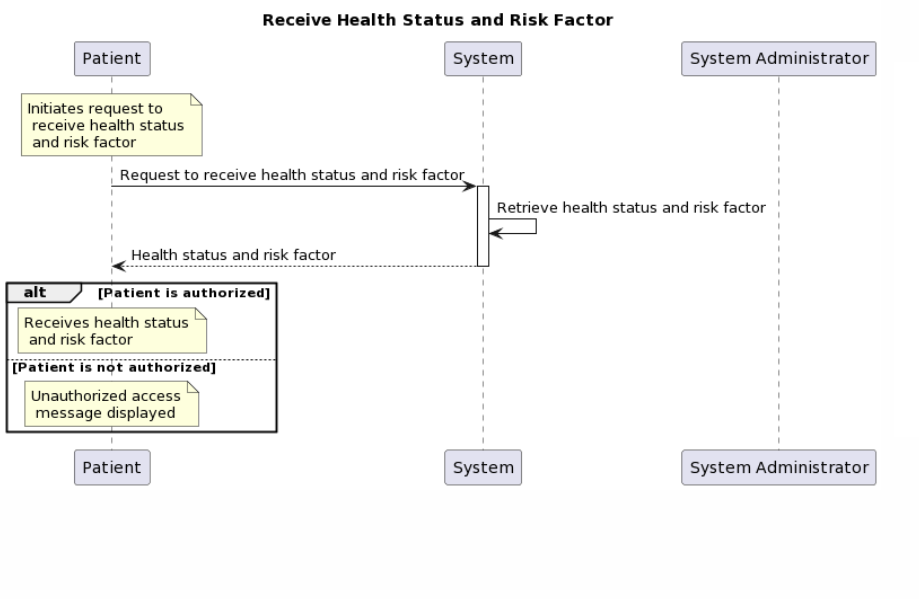 Receive Health Status and Risk Factor
Patient
System
System Administrator
Initiates request to
receive health status
and risk factor
Request to receive health status and risk factor
Retrieve health status and risk factor
Health status and risk factor
alt
[Patient is authorized]
Receives health status
and risk factor
[Patient is not authorized]
Unauthorized access
message displayed
Patient
System
System Administrator